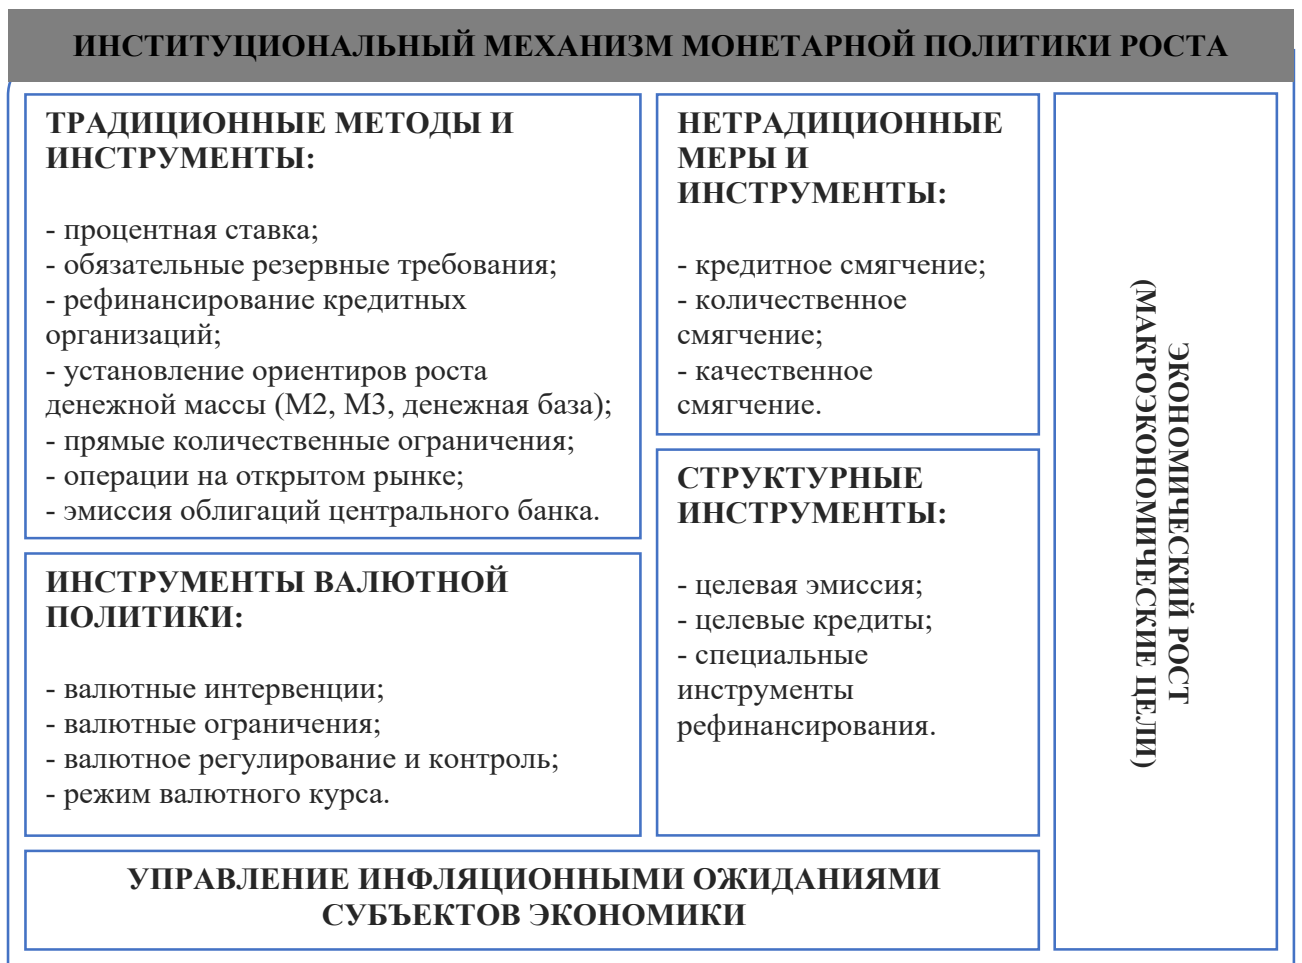 ИНСТИТУЦИОНАЛЬНЫЙ МЕХАНИЗМ МОНЕТАРНОЙ ПОЛИТИКИ РОСТА
ТРАДИЦИОННЫЕ МЕТОДЫ И
ИНСТРУМЕНТЫ:
- процентная ставка;
- обязательные резервные требования;
- рефинансирование кредитных
организаций;
- установление ориентиров роста
денежной массы (М2, М3, денежная база);
- прямые количественные ограничения;
- операции на открытом рынке;
- эмиссия облигаций центрального банка.
ИНСТРУМЕНТЫ ВАЛЮТНОЙ
ПОЛИТИКИ:
- валютные интервенции;
- валютные ограничения;
- валютное регулирование и контроль;
- режим валютного курса.
НЕТРАДИЦИОННЫЕ
МЕРЫ И
ИНСТРУМЕНТЫ:
- кредитное смягчение;
- количественное
смягчение;
- качественное
смягчение.
СТРУКТУРНЫЕ
ИНСТРУМЕНТЫ:
- целевая эмиссия;
- целевые кредиты;
- специальные
инструменты
рефинансирования.
УПРАВЛЕНИЕ ИНФЛЯЦИОННЫМИ ОЖИДАНИЯМИ
СУБЪЕКТОВ ЭКОНОМИКИ
ЭКОНОМИЧЕСКИЙ РОСТ
(МАКРОЭКОНОМИЧЕСКИЕ ЦЕЛИ)